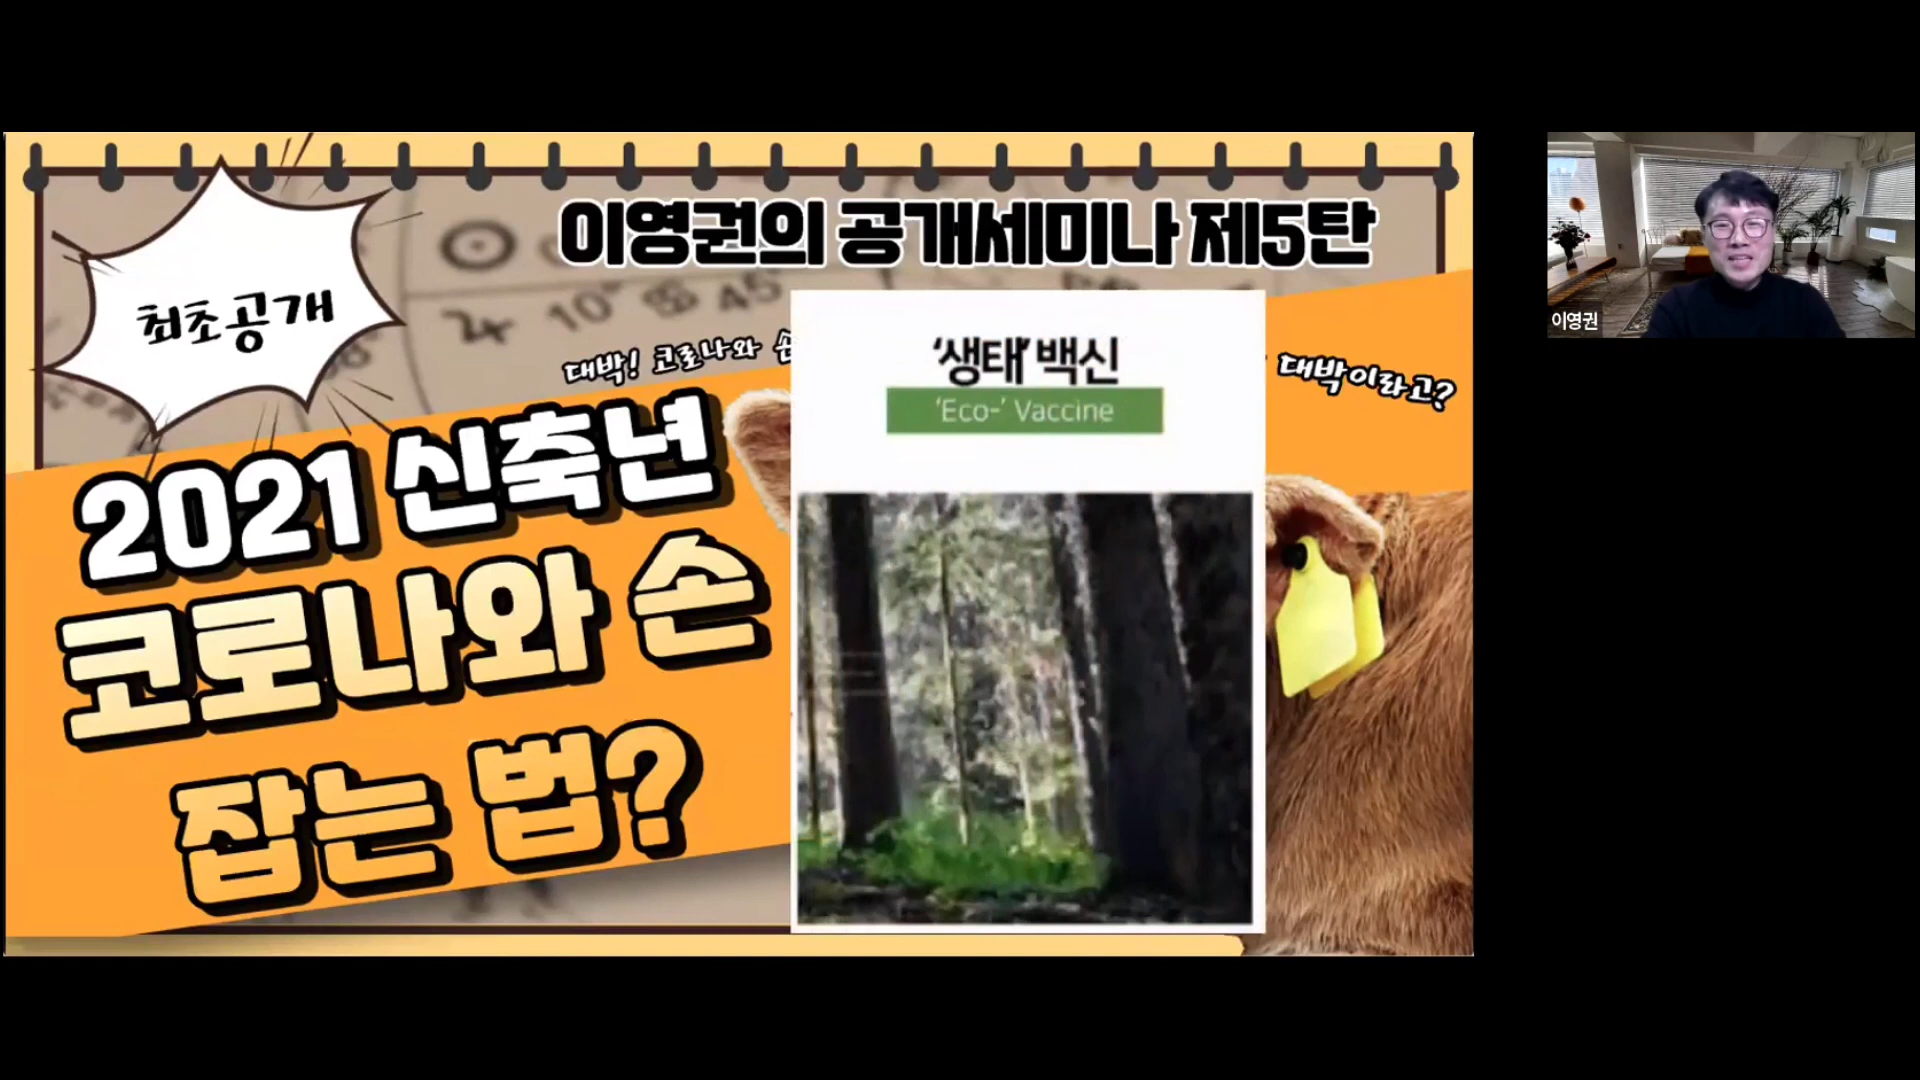 이영권의 공개세미나 제5탄
최초공개
대박! 코로나와 손
대박이라고?
2021 신축년
코로나와 손
잡는 법?
'생태' 백신
'Eco-' Vaccine
이영권